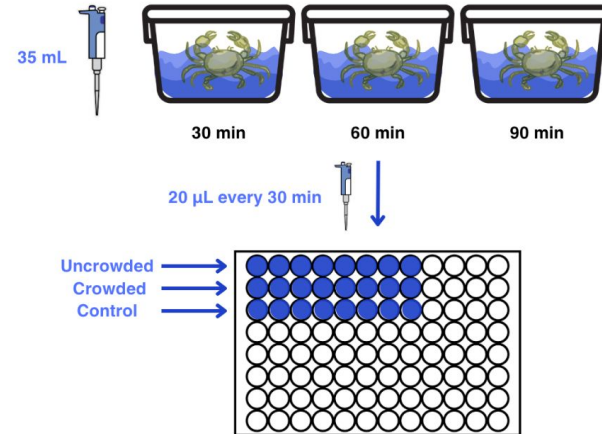 35 mL
30 min
60 min
90 min
20 µL every 30 min
Uncrowded
Crowded
Control